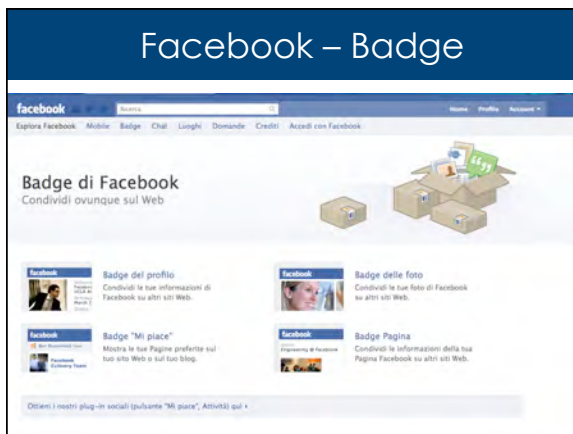 Facebook – Badge
facebook
Ricerca
Home Profilo Account
Esplora Facebook Mobile Badge Chat Luoghi Domande Crediti Accedi con Facebook
Badge di Facebook
Condividi ovunque sul Web
facebook
Badge del profilo
Condividi le tue informazioni di
Facebook su altri siti Web.
facebook
Badge delle foto
Condividi le tue foto di Facebook
su altri siti Web.
facebook
Facebook
Culinary Team
Badge "Mi piace"
Mostra le tue Pagine preferite sul
tuo sito Web o sul tuo blog.
facebook
Engineering @ Facebook
Badge Pagina
Condividi le informazioni della tua
Pagina Facebook su altri siti Web.
Ottieni i nostri plug-in sociali (pulsante "Mi piace", Attività) qui